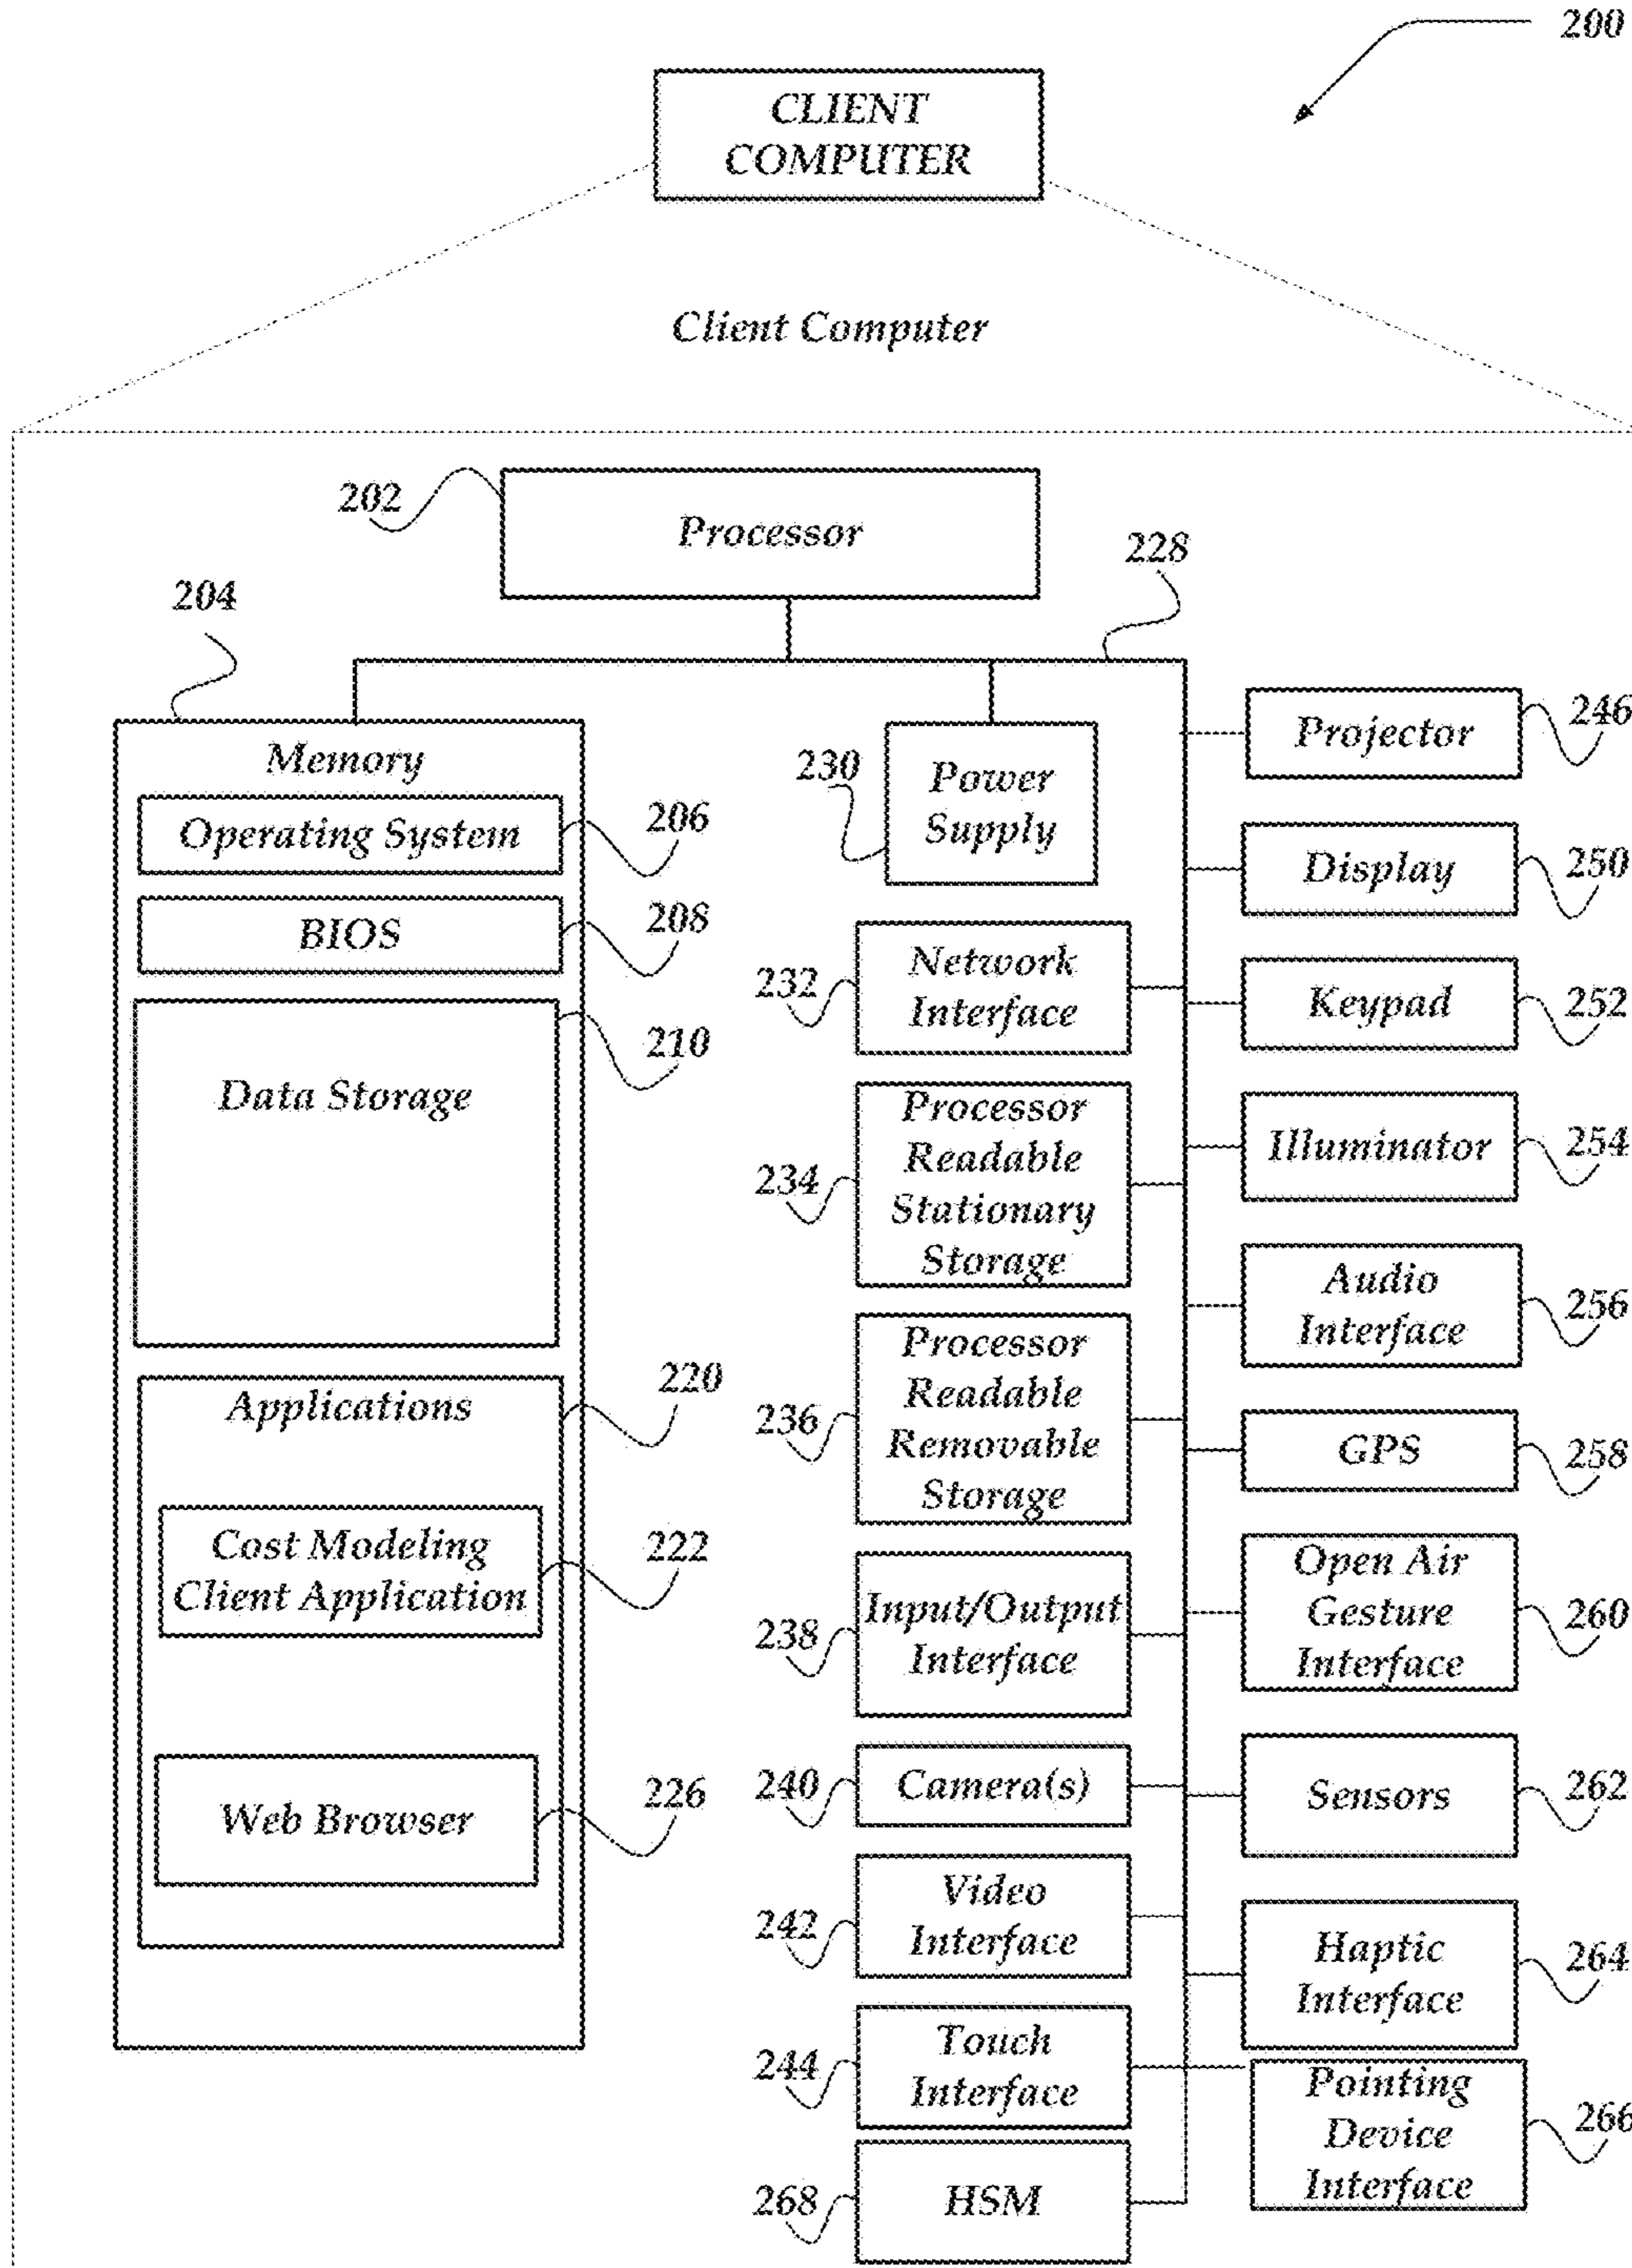 200
CLIENT
COMPUTER
Client Computer
202
Processor
228
204
Memory
Operating System
206
BIOS
208
Data Storage
210
Applications
220
Cost Modeling
Client Application
222
Web Browser
226
230
Power
Supply
232
Network
Interface
234
Processor
Readable
Stationary
Storage
236
Processor
Readable
Removable
Storage
238
Input/Output
Interface
240
Camera(s)
242
Video
Interface
244
Touch
Interface
268
HSM
Projector
246
Display
250
Keypad
252
Illuminator
254
Audio
Interface
256
GPS
258
Open Air
Gesture
Interface
260
Sensors
262
Haptic
Interface
264
Pointing
Device
Interface
266